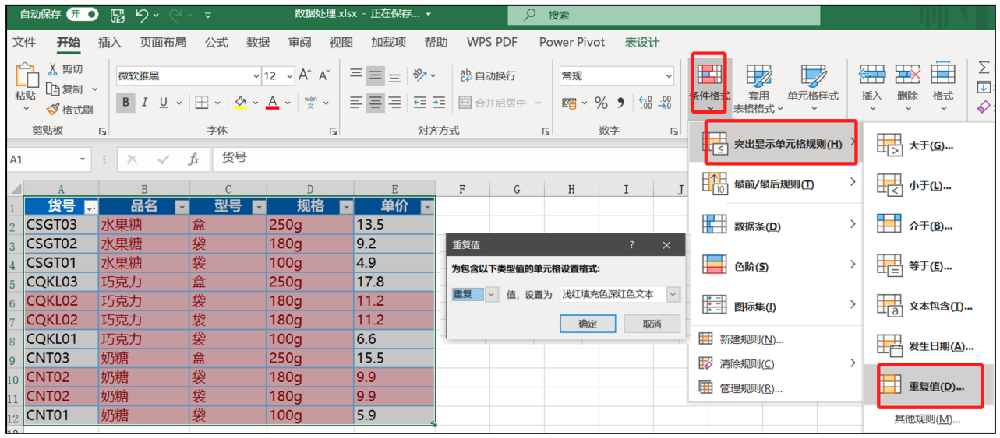 自动保存 开 数据处理.xlsx - 正在保存... 搜索
文件 开始 插入 页面布局 公式 数据 审阅 视图 加载项 帮助 WPS PDF Power Pivot 表设计
粘贴 剪切 复制 格式刷
微软雅黑 12 A A
B I U A wén 文
ab 自动换行
合并后居中
常规
% 9 .00 .00
条件格式 套用 表格格式 单元格样式 插入 删除 格式
剪贴板 字体 对齐方式 数字
A1 fx 货号
A B C D E F G H I J
1 货号 品名 型号 规格 单价
2 CSGT03 水果糖 盒 250g 13.5
3 CSGT02 水果糖 袋 180g 9.2
4 CSGT01 水果糖 袋 100g 4.9
5 CQKL03 巧克力 盒 250g 17.8
6 CQKL02 巧克力 袋 180g 11.2
7 CQKL02 巧克力 袋 180g 11.2
8 CQKL01 巧克力 袋 100g 6.6
9 CNT03 奶糖 盒 250g 15.5
10 CNT02 奶糖 袋 180g 9.9
11 CNT02 奶糖 袋 180g 9.9
12 CNT01 奶糖 袋 100g 5.9
重复值 ?
为包含以下类型值的单元格设置格式:
重复 值，设置为 浅红填充色深红色文本
确定 取消
突出显示单元格规则(H)
最前/最后规则(T)
数据条(D)
色阶(S)
图标集(I)
新建规则(N)...
清除规则(C)
管理规则(R)...
大于(G)...
小于(L)...
介于(B)...
等于(E)...
文本包含(T)...
发生日期(A)...
重复值(D)...
其他规则(M)...